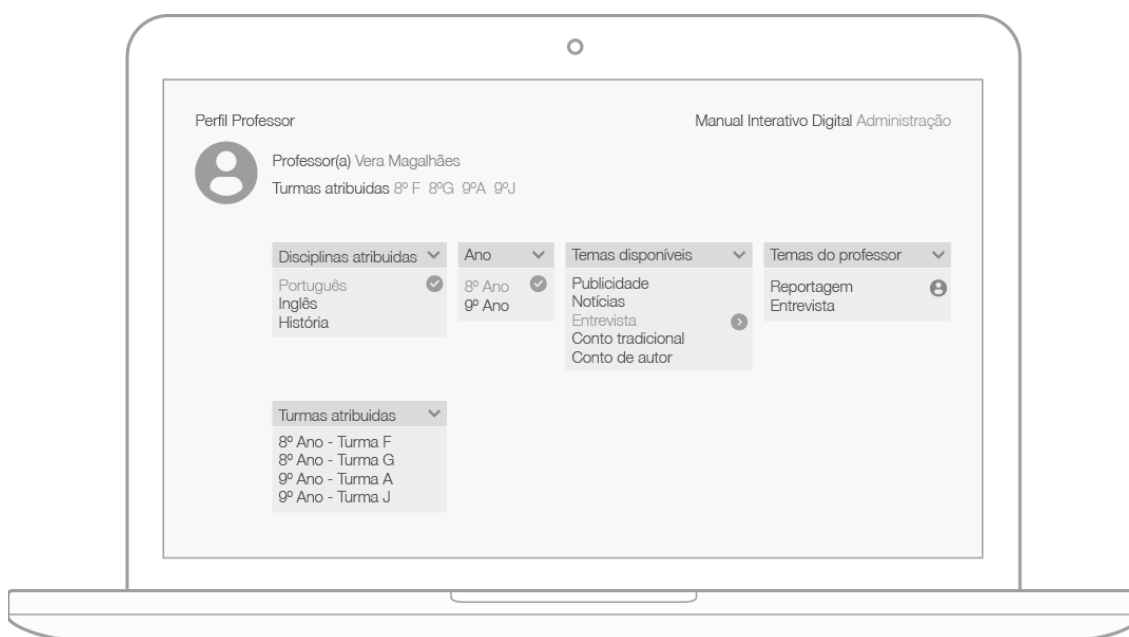 Perfil Professor
Manual Interativo Digital Administração
Professor(a) Vera Magalhães
Turmas atribuidas 8º F 8ºG 9ºA 9ºJ
Disciplinas atribuidas
Português
Inglês
História
Ano
8º Ano
9º Ano
Temas disponíveis
Publicidade
Notícias
Entrevista
Conto tradicional
Conto de autor
Temas do professor
Reportagem
Entrevista
Turmas atribuidas
8º Ano - Turma F
8º Ano - Turma G
9º Ano - Turma A
9º Ano - Turma J